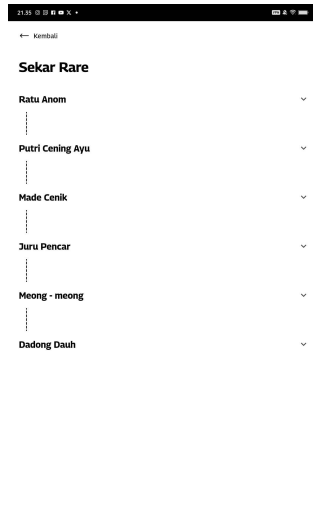 21.35
Kembali
Sekar Rare
Ratu Anom
Putri Cening Ayu
Made Cenik
Juru Pencar
Meong - meong
Dadong Dauh